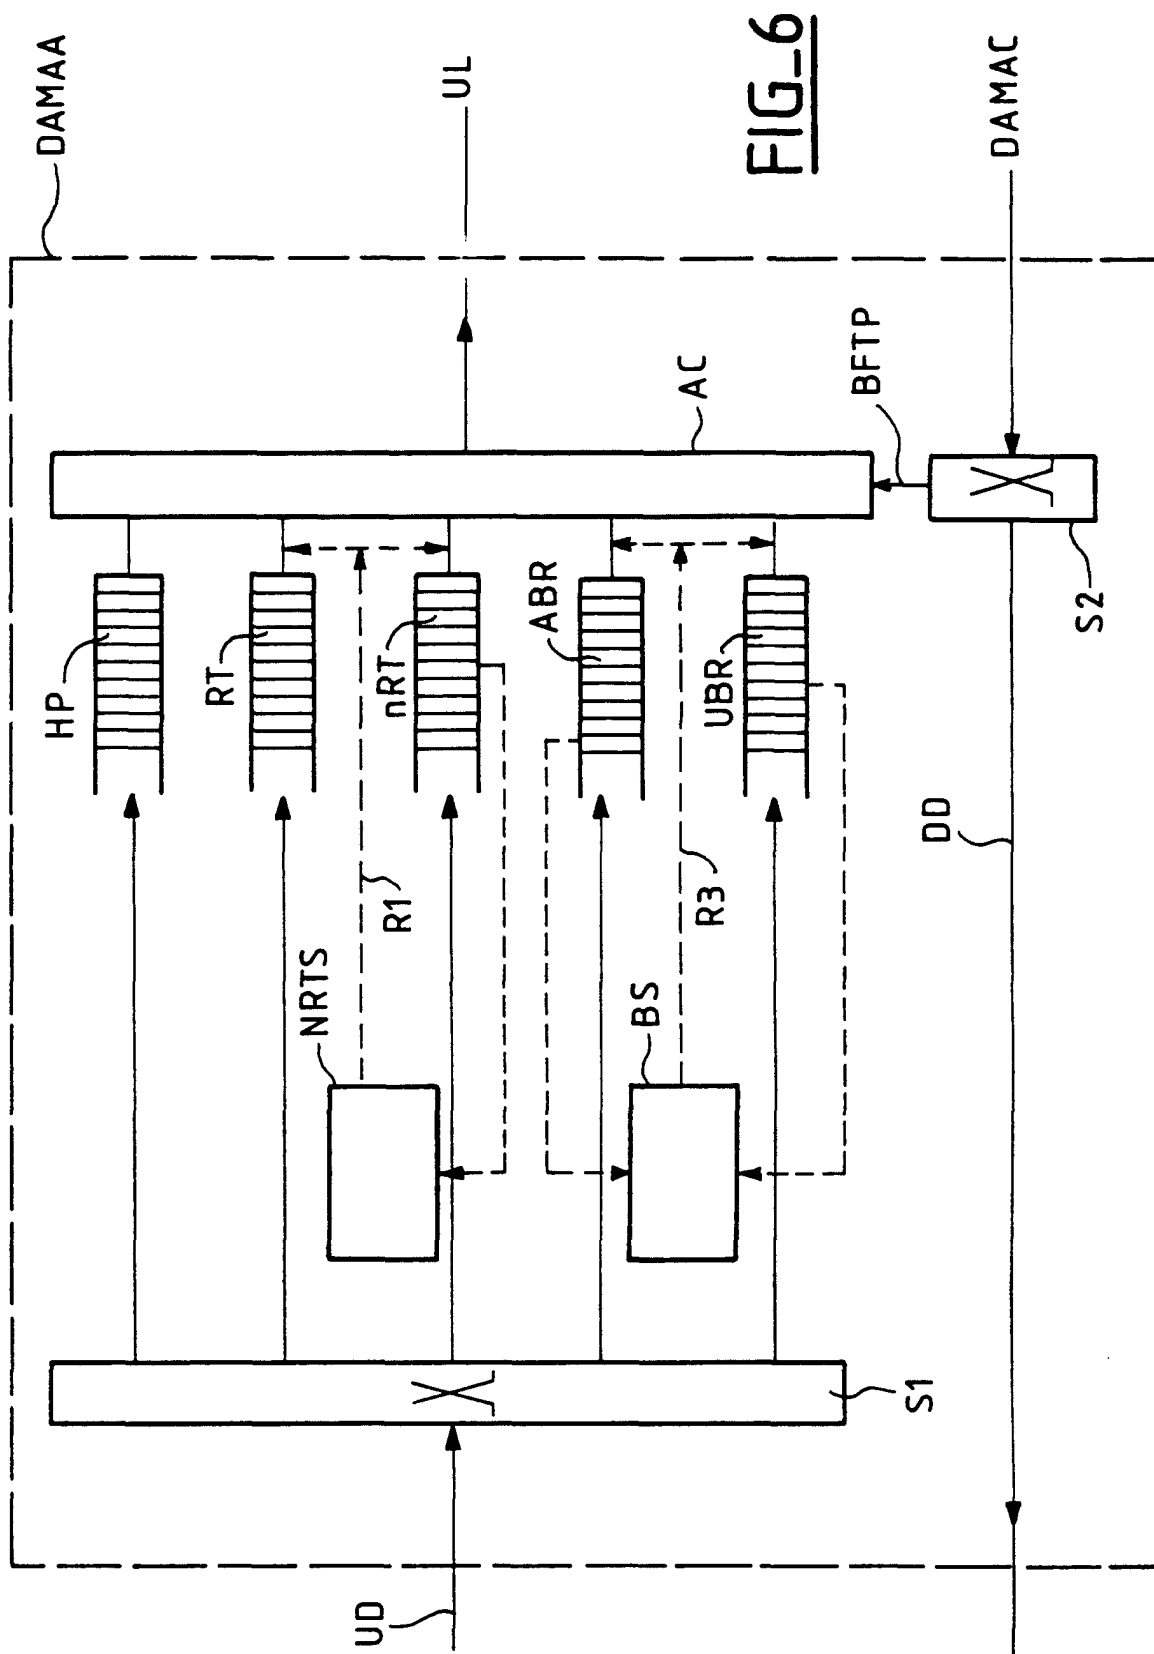 DAMAA
UL
FIG_6
DAMAC
HP
RT
nRT
ABR
UBR
AC
BFTP
S2
R1
R3
DD
NRTS
BS
S1
UD